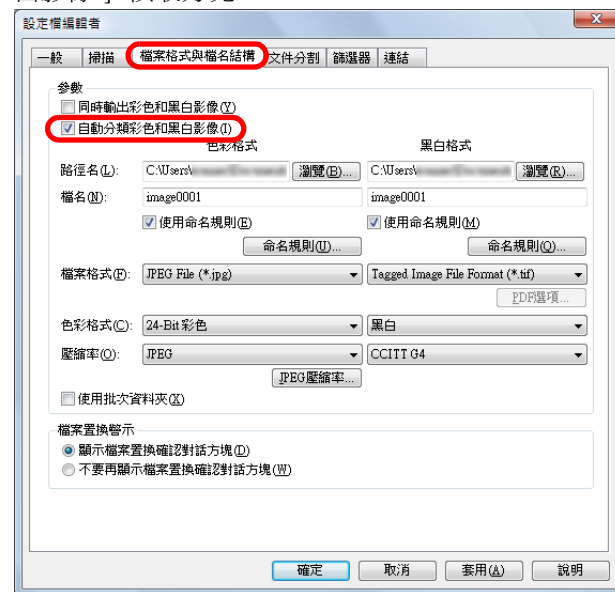 設定檔編輯者
一般 掃描 檔案格式與檔名結構 文件分割 篩選器 連結
參數
同時輸出彩色和黑白影像(Y)
自動分類彩色和黑白影像(I)
彩色格式 黑白格式
路徑名(L): C:\Users\ 瀏覽(B)... C:\Users\ 瀏覽(R)...
檔名(N): image0001 image0001
使用命名規則(E) 使用命名規則(M)
命名規則(U)... 命名規則(Q)...
檔案格式(F): JPEG File (*.jpg) Tagged Image File Format (*.tif)
PDF選項...
色彩格式(C): 24-Bit 彩色 黑白
壓縮率(O): JPEG CCITT G4
JPEG壓縮率...
使用批次資料夾(X)
檔案置換警示
顯示檔案置換確認對話方塊(D)
不要再顯示檔案置換確認對話方塊(W)
確定 取消 套用(A) 說明